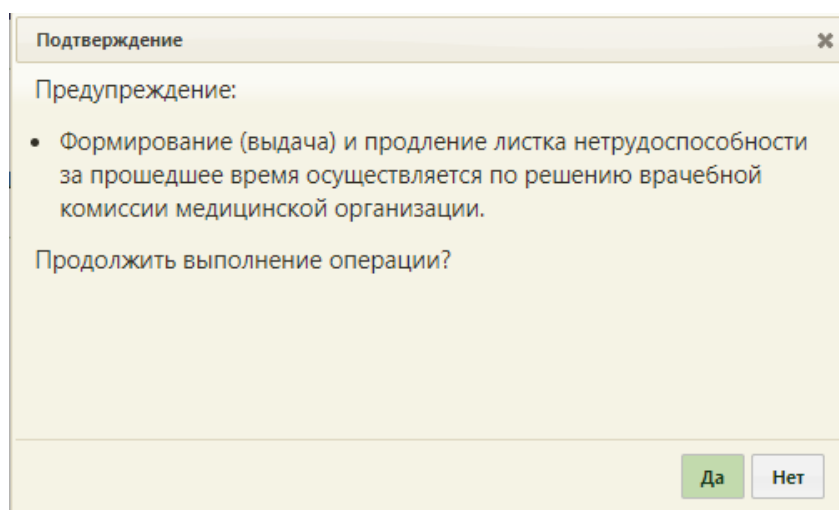 Подтверждение
Предупреждение:
• Формирование (выдача) и продление листка нетрудоспособности
за прошедшее время осуществляется по решению врачебной
комиссии медицинской организации.
Продолжить выполнение операции?
Да Нет